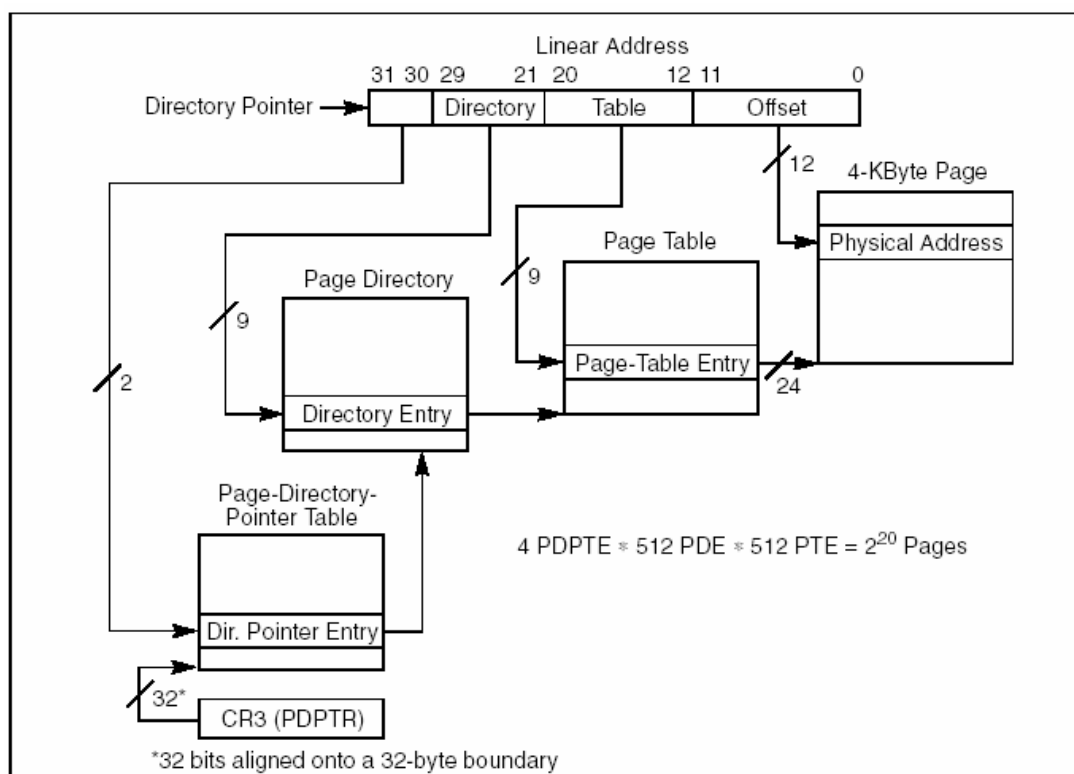 Linear Address
31 30 29 21 20 12 11 0
Directory Pointer
Directory Table Offset
12
4-KByte Page
Physical Address
Page Table
9
Page-Table Entry
24
Page Directory
9
Directory Entry
2
Page-Directory-
Pointer Table
4 PDPTE * 512 PDE * 512 PTE = 2²⁰ Pages
Dir. Pointer Entry
32*
CR3 (PDPTR)
*32 bits aligned onto a 32-byte boundary